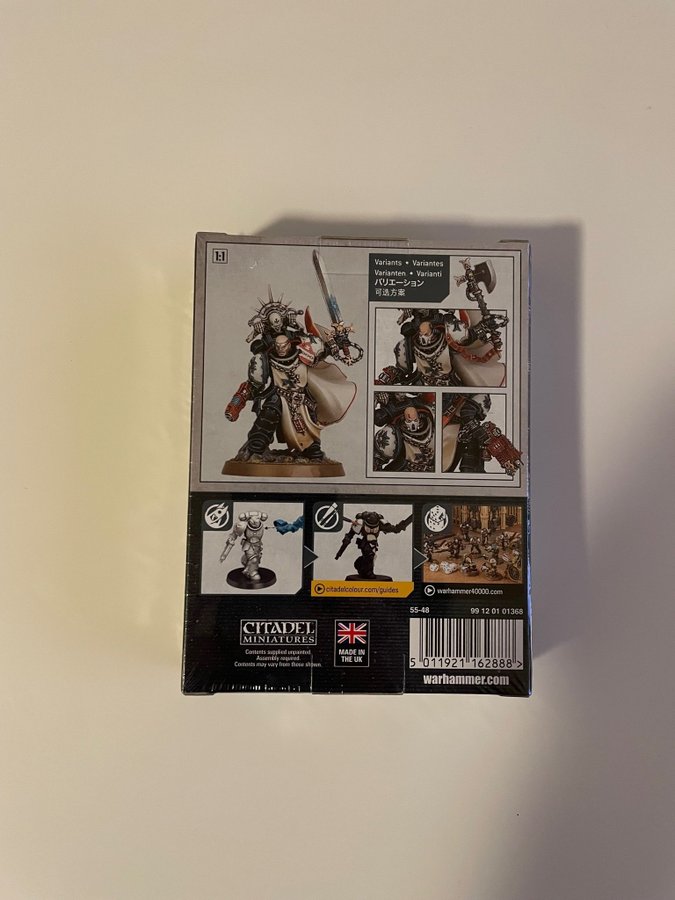 1:1
Variants • Variantes
Varianten • Varianti
バリエーション
可选方案
citadelcolour.com/guides
warhammer40000.com
55-48
99 12 01 01368
CITADEL
MINIATURES
Contents supplied unpainted.
Assembly required.
Contents may vary from those shown.
MADE IN
THE UK
5 011921 162888 >
warhammer.com